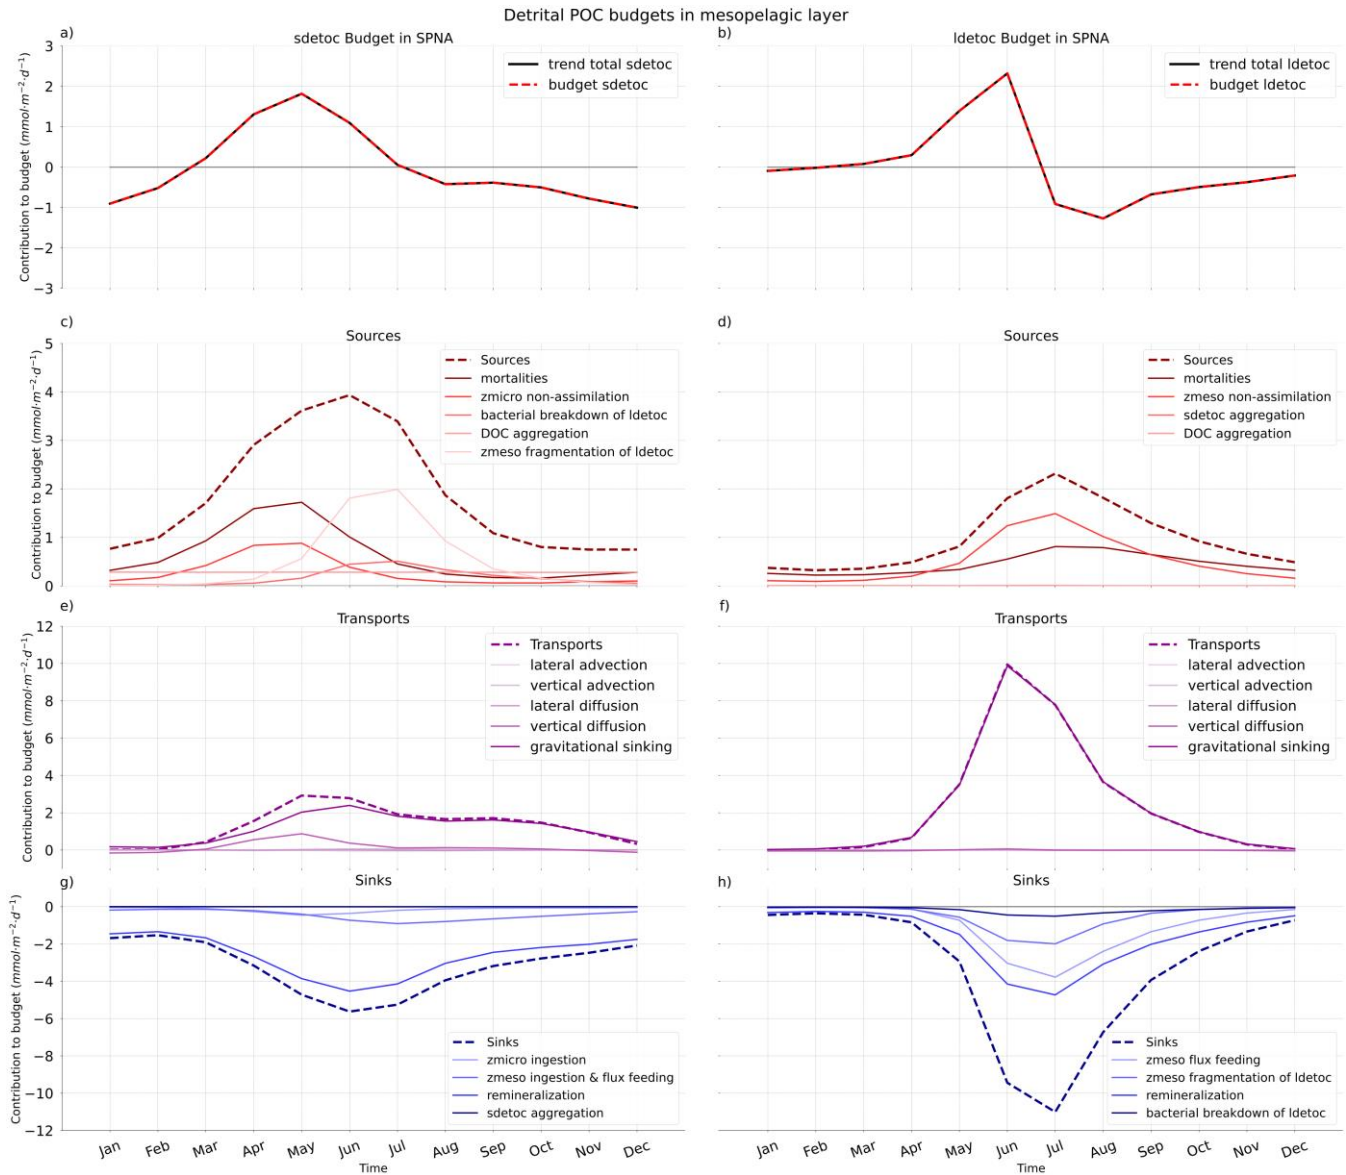 Detrital POC budgets in mesopelagic layer
a)
sdetoc Budget in SPNA
Contribution to budget (mmol·m⁻²·d⁻¹)
3
2
1
0
−1
−2
−3
trend total sdetoc
budget sdetoc
b)
ldetoc Budget in SPNA
trend total ldetoc
budget ldetoc
c)
Sources
Contribution to budget (mmol·m⁻²·d⁻¹)
5
4
3
2
1
0
Sources
mortalities
zmicro non-assimilation
bacterial breakdown of ldetoc
DOC aggregation
zmeso fragmentation of ldetoc
d)
Sources
Sources
mortalities
zmeso non-assimilation
sdetoc aggregation
DOC aggregation
e)
Transports
Contribution to budget (mmol·m⁻²·d⁻¹)
12
10
8
6
4
2
0
Transports
lateral advection
vertical advection
lateral diffusion
vertical diffusion
gravitational sinking
f)
Transports
Transports
lateral advection
vertical advection
lateral diffusion
vertical diffusion
gravitational sinking
g)
Sinks
Contribution to budget (mmol·m⁻²·d⁻¹)
0
−2
−4
−6
−8
−10
−12
Sinks
zmicro ingestion
zmeso ingestion & flux feeding
remineralization
sdetoc aggregation
Jan Feb Mar Apr May Jun Jul Aug Sep Oct Nov Dec
Time
h)
Sinks
Sinks
zmeso flux feeding
zmeso fragmentation of ldetoc
remineralization
bacterial breakdown of ldetoc
Jan Feb Mar Apr May Jun Jul Aug Sep Oct Nov Dec
Time